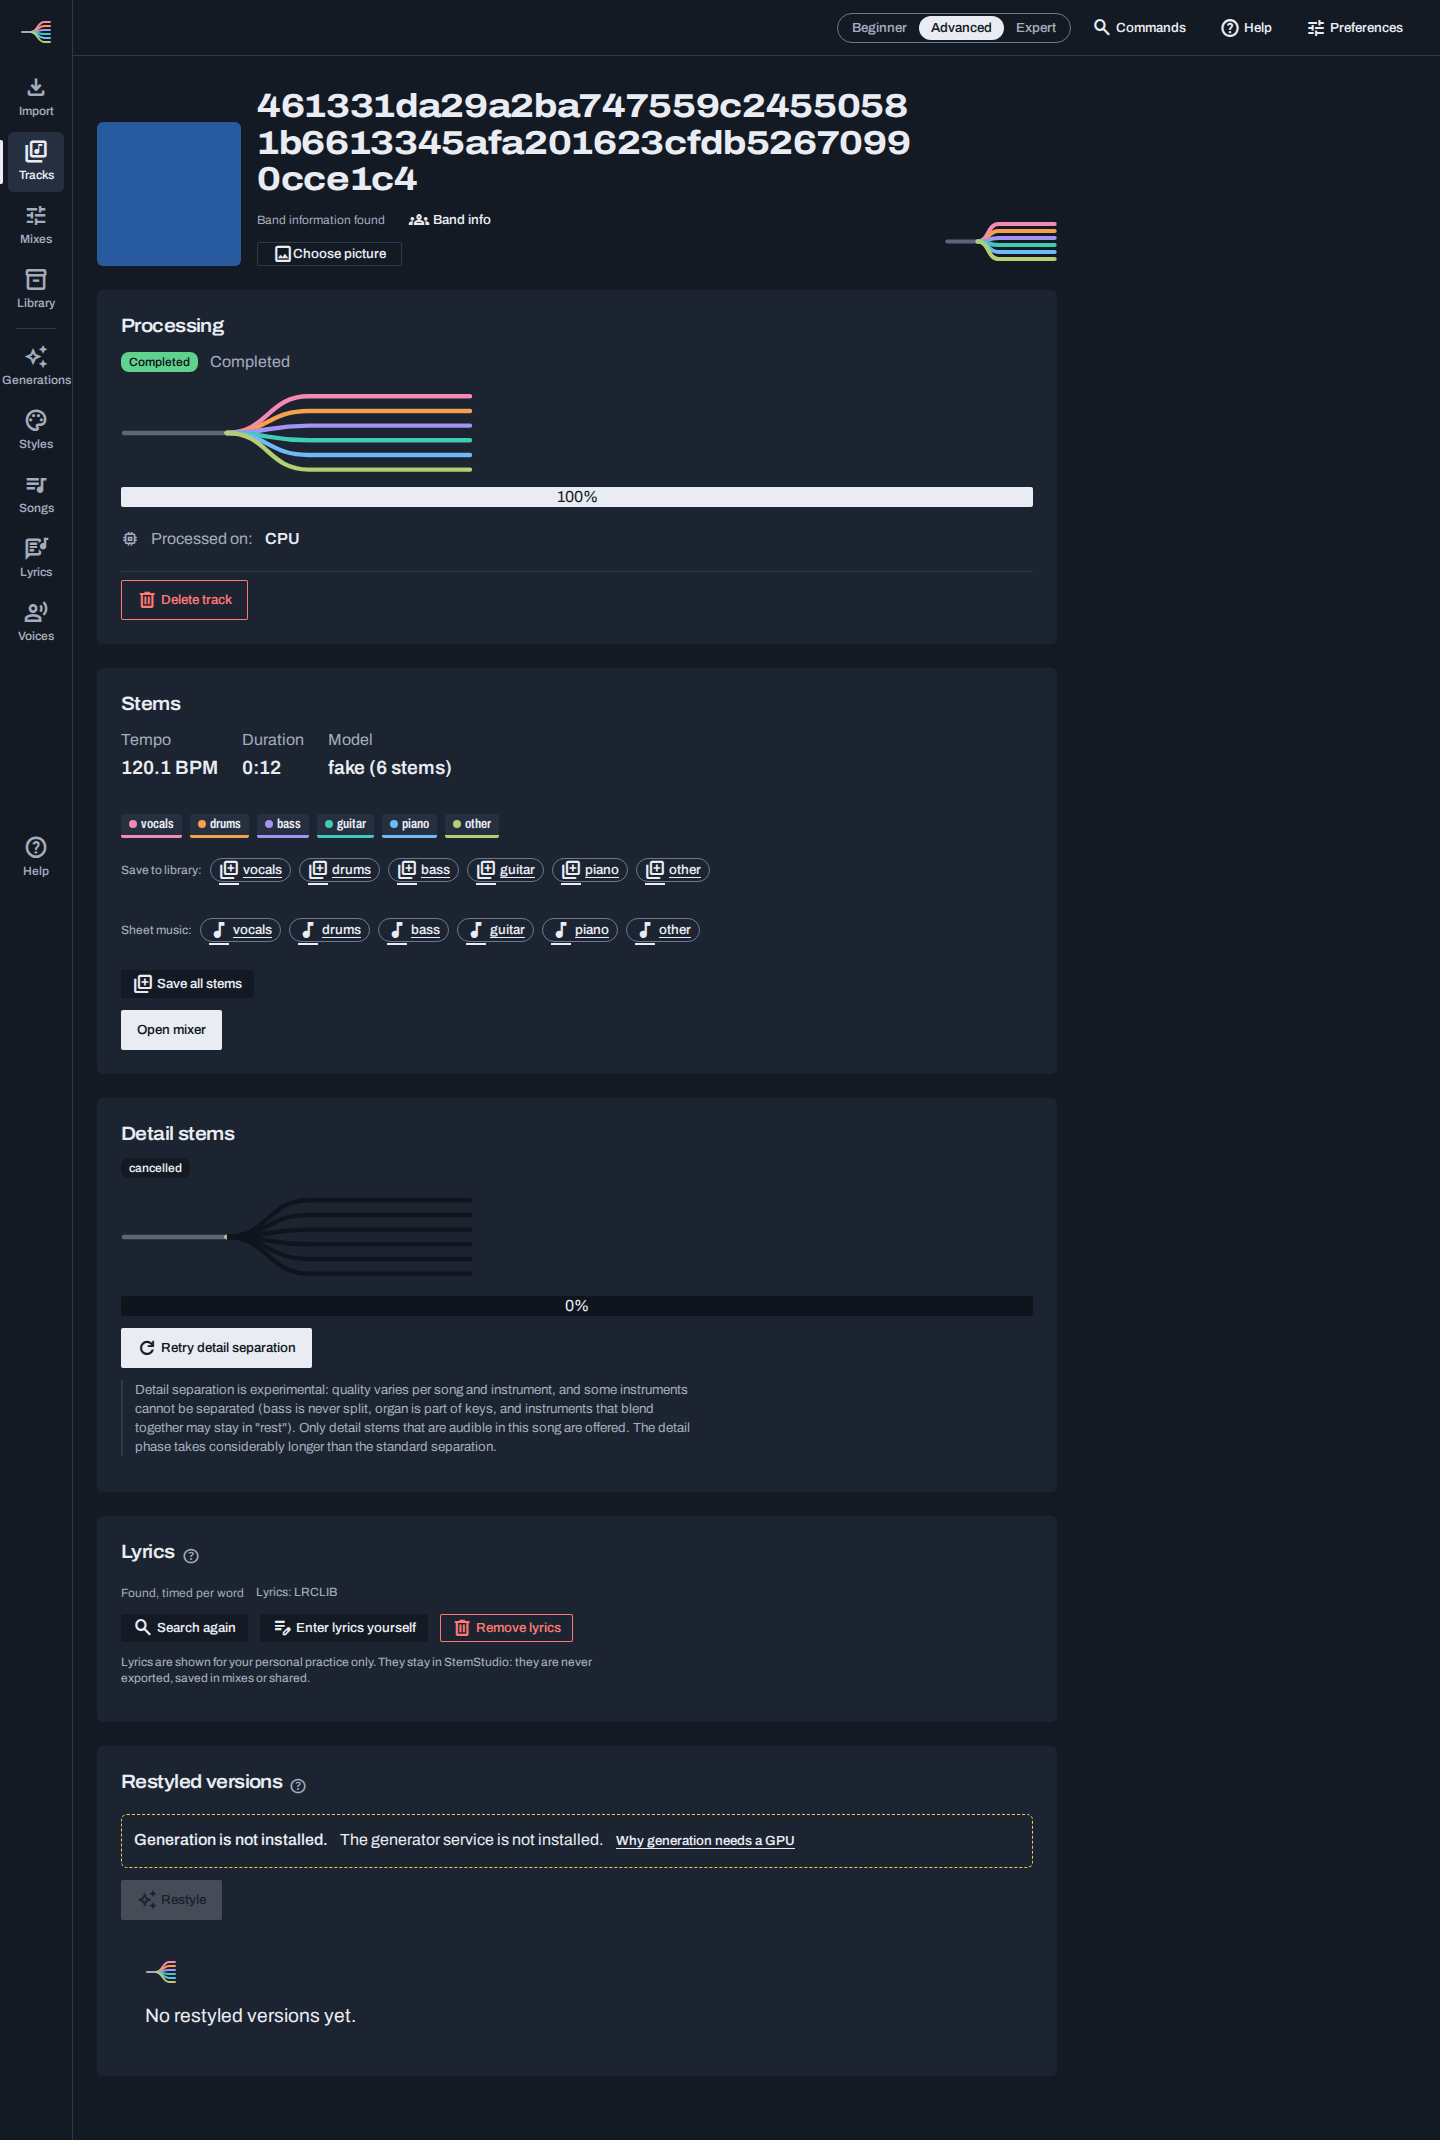 Beginner Advanced Expert Commands Help Preferences
Import
Tracks
Mixes
Library
Generations
Styles
Songs
Lyrics
Voices
Help
461331da29a2ba747559c2455058
1b6613345afa201623cfdb5267099
0cce1c4
Band information found Band info
Choose picture
Processing
Completed Completed
100%
Processed on: CPU
Delete track
Stems
Tempo Duration Model
120.1 BPM 0:12 fake (6 stems)
vocals drums bass guitar piano other
Save to library: vocals drums bass guitar piano other
Sheet music: vocals drums bass guitar piano other
Save all stems
Open mixer
Detail stems
cancelled
0%
Retry detail separation
Detail separation is experimental: quality varies per song and instrument, and some instruments
cannot be separated (bass is never split, organ is part of keys, and instruments that blend
together may stay in "rest"). Only detail stems that are audible in this song are offered. The detail
phase takes considerably longer than the standard separation.
Lyrics
Found, timed per word Lyrics: LRCLIB
Search again Enter lyrics yourself Remove lyrics
Lyrics are shown for your personal practice only. They stay in StemStudio: they are never
exported, saved in mixes or shared.
Restyled versions
Generation is not installed. The generator service is not installed. Why generation needs a GPU
Restyle
No restyled versions yet.